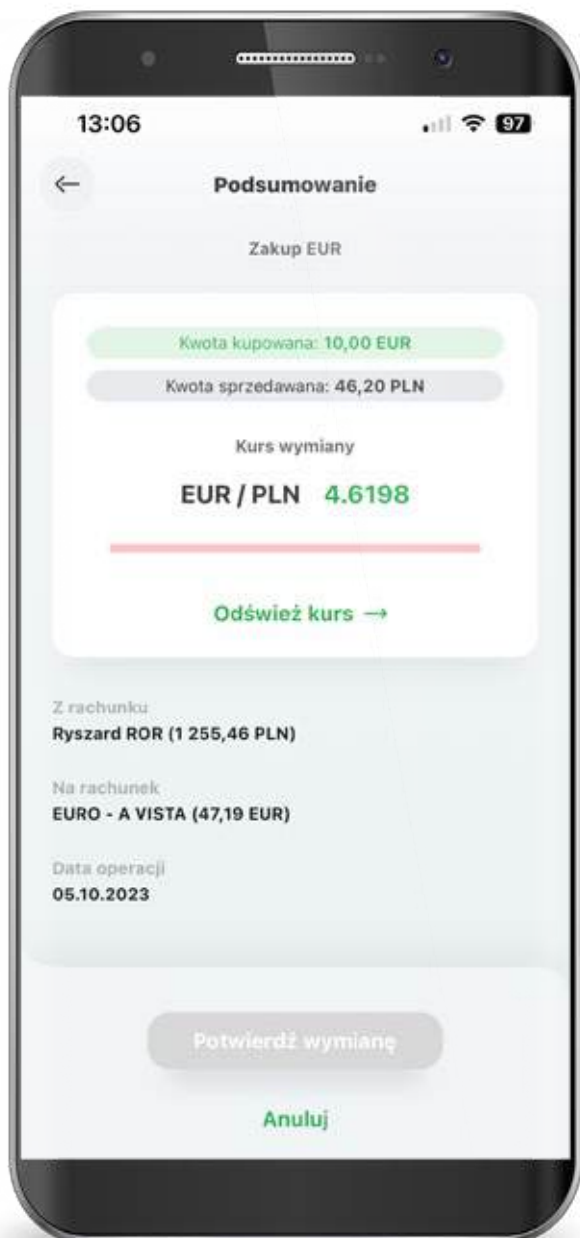 13:06
97
Podsumowanie
Zakup EUR
Kwota kupowana: 10,00 EUR
Kwota sprzedawana: 46,20 PLN
Kurs wymiany
EUR / PLN 4.6198
Odśwież kurs →
Z rachunku
Ryszard ROR (1 255,46 PLN)
Na rachunek
EURO - A VISTA (47,19 EUR)
Data operacji
05.10.2023
Potwierdź wymianę
Anuluj